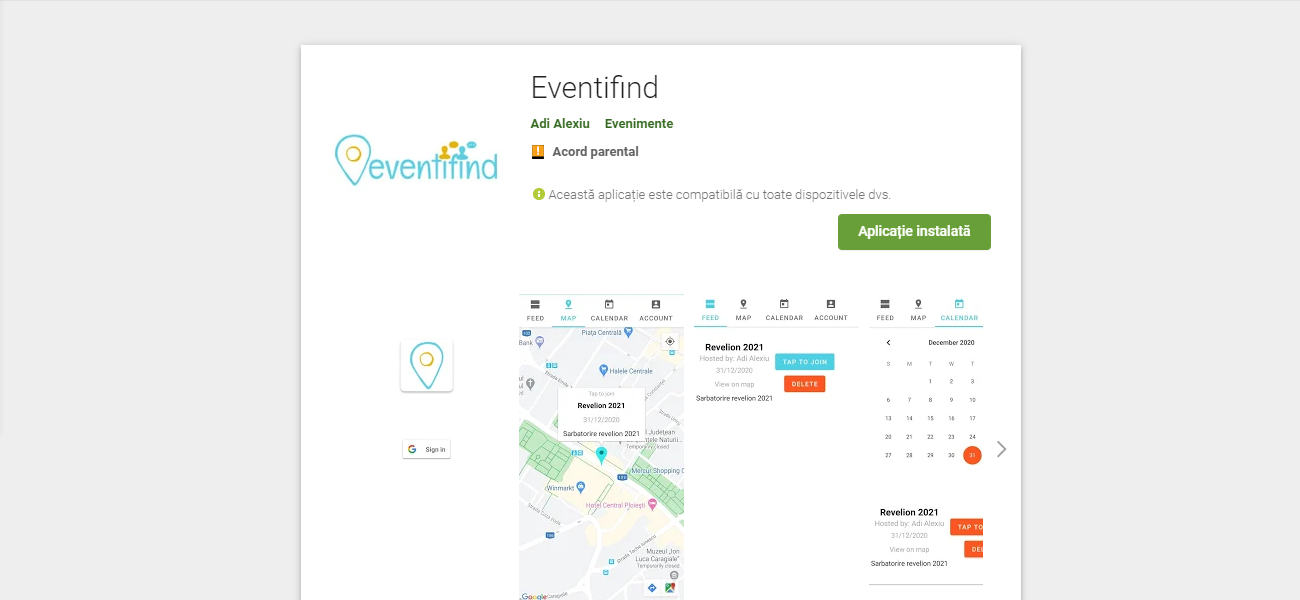 Eventifind
Adi Alexiu Evenimente
eventifind
Acord parental
Această aplicație este compatibilă cu toate dispozitivele dvs.
Aplicație instalată
Sign in
FEED MAP CALENDAR ACCOUNT
Piața Centrală
Bank
Halele Centrale
Tap to join
Revelion 2021
31/12/2020
Sarbatorire revelion 2021
Județean
Temporarily closed
Mercur Shopping C
Winmarkt
Hotel Central Ploiești
Muzeul „Ion
Luca Caragiale”
Temporarily closed
Google
FEED MAP CALENDAR ACCOUNT
Revelion 2021
Hosted by: Adi Alexiu
31/12/2020
View on map
TAP TO JOIN
DELETE
Sarbatorire revelion 2021
FEED MAP CALENDAR
December 2020
S M T W T
1 2 3
6 7 8 9 10
13 14 15 16 17
20 21 22 23 24
27 28 29 30 31
Revelion 2021
Hosted by: Adi Alexiu
31/12/2020
View on map
TAP TO
DEL
Sarbatorire revelion 2021